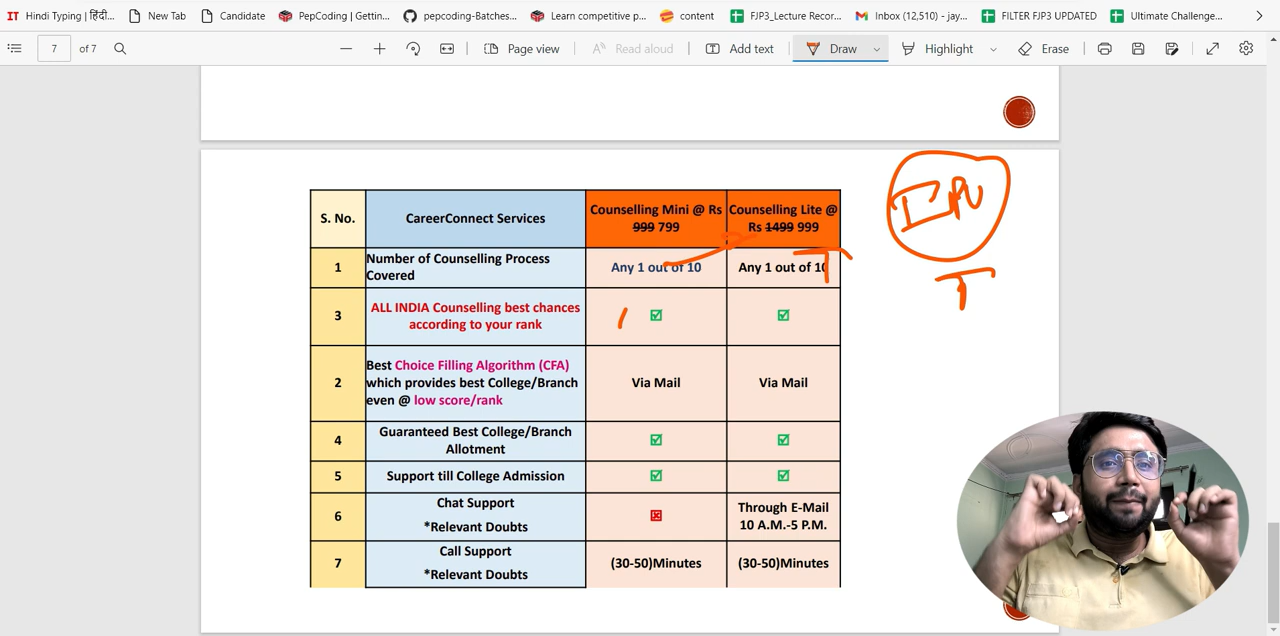 Hindi Typing | हिंदी...
New Tab
Candidate
PepCoding | Gettin...
pepcoding-Batches...
Learn competitive p...
content
FJP3_Lecture Recor...
Inbox (12,510) - jay...
FILTER FJP3 UPDATED
Ultimate Challenge...
7 of 7
Page view
Read aloud
Add text
Draw
Highlight
Erase
S. No.
CareerConnect Services
Counselling Mini @ Rs
999 799
Counselling Lite @
Rs 1499 999
1
Number of Counselling Process
Covered
Any 1 out of 10
Any 1 out of 10
3
ALL INDIA Counselling best chances
according to your rank
2
Best Choice Filling Algorithm (CFA)
which provides best College/Branch
even @ low score/rank
Via Mail
Via Mail
4
Guaranteed Best College/Branch
Allotment
5
Support till College Admission
6
Chat Support
*Relevant Doubts
Through E-Mail
10 A.M.-5 P.M.
7
Call Support
*Relevant Doubts
(30-50)Minutes
(30-50)Minutes